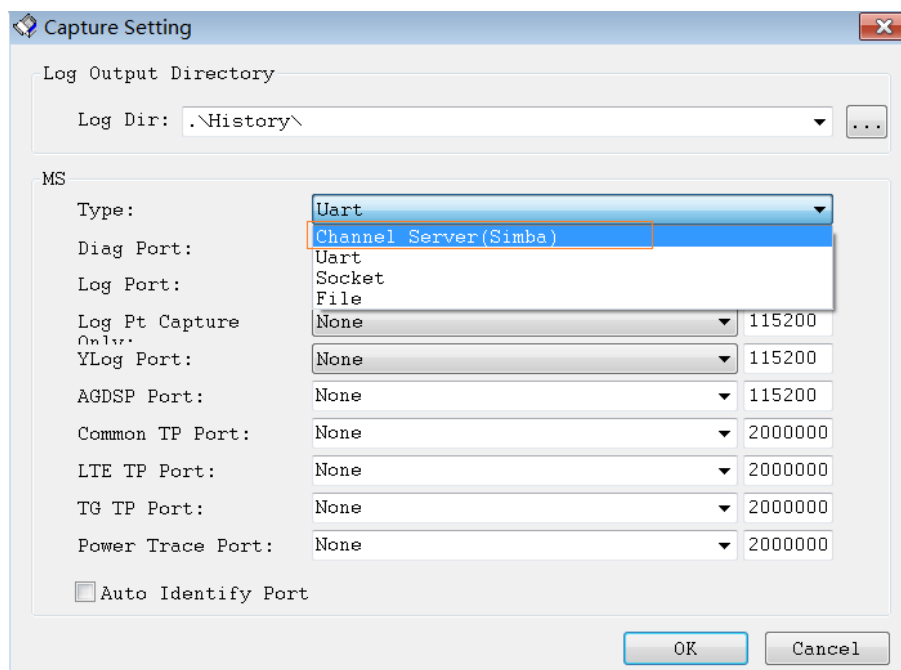 Capture Setting
Log Output Directory
Log Dir: .\History\ ...
MS
Type: Uart
Channel Server(Simba)
Diag Port:
Uart
Log Port: Socket
File
Log Pt Capture None 115200
Only:
YLog Port: None 115200
AGDSP Port: None 115200
Common TP Port: None 2000000
LTE TP Port: None 2000000
TG TP Port: None 2000000
Power Trace Port: None 2000000
Auto Identify Port
OK Cancel